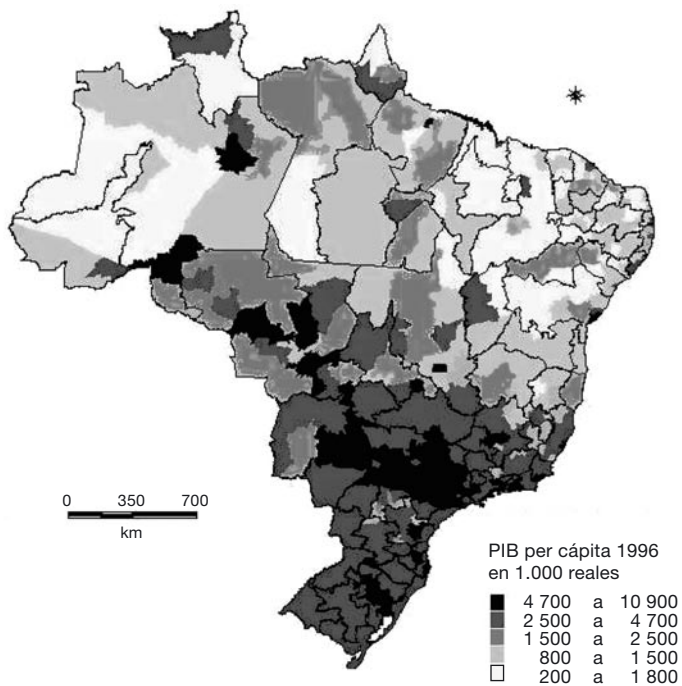 0 350 700
km
PIB per cápita 1996
en 1.000 reales
4 700 a 10 900
2 500 a 4 700
1 500 a 2 500
800 a 1 500
200 a 1 800